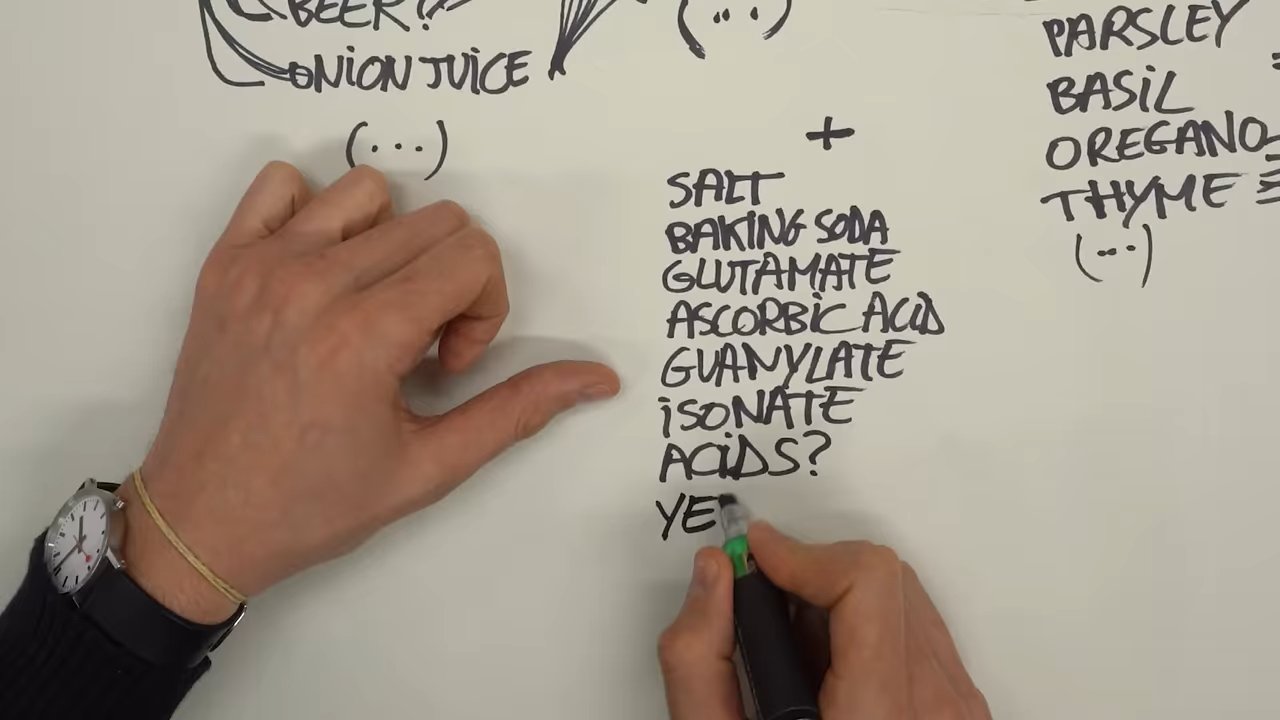 BEER?
ONION JUICE
(...)
(...)
+
SALT
BAKING SODA
GLUTAMATE
ASCORBIC ACID
GUANYLATE
ISONATE
ACIDS?
YE
PARSLEY
BASIL
OREGANO
THYME
(...)